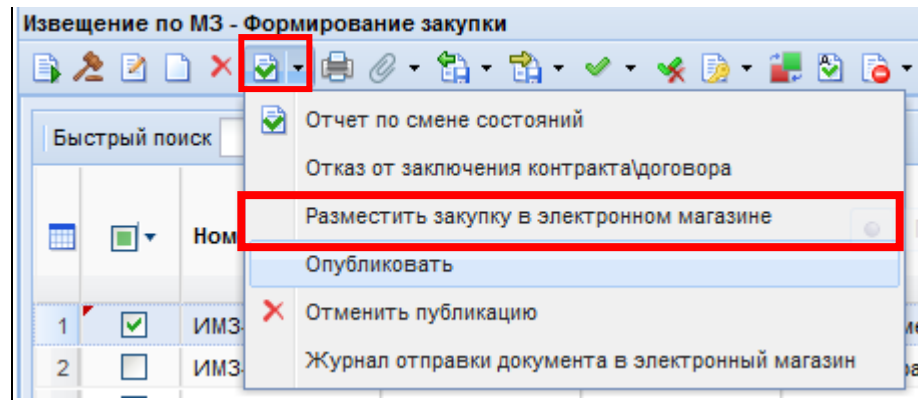 Извещение по МЗ - Формирование закупки
Быстрый поиск
Отчет по смене состояний
Отказ от заключения контракта\договора
Разместить закупку в электронном магазине
Ном
Опубликовать
1 ИМЗ- Отменить публикацию
2 ИМЗ- Журнал отправки документа в электронный магазин